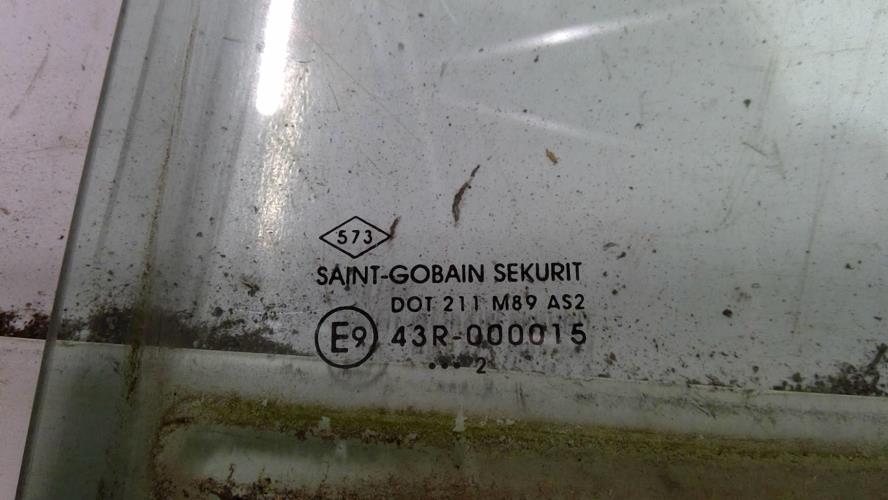 573
SAINT-GOBAIN SEKURIT
DOT 211 M89 AS2
E9 43R-000015
••• 2